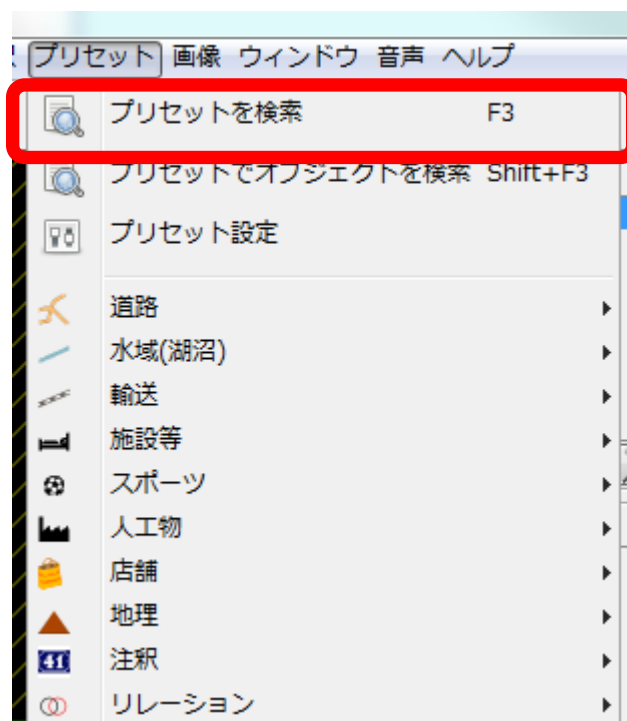 プリセット 画像 ウィンドウ 音声 ヘルプ
プリセットを検索 F3
プリセットでオブジェクトを検索 Shift+F3
プリセット設定
道路
水域(湖沼)
輸送
施設等
スポーツ
人工物
店舗
地理
41 注釈
リレーション